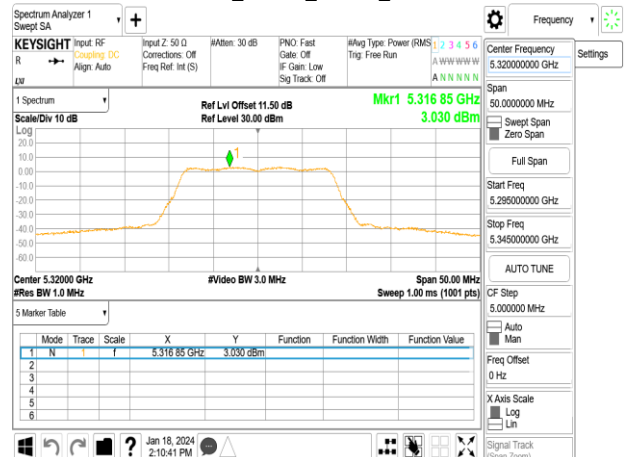 Spectrum Analyzer 1
Swept SA
Frequency
KEYSIGHT Input: RF Input Z: 50 Ω #Atten: 30 dB PNO: Fast #Avg Type: Power (RMS 1 2 3 4 5 6
Coupling: DC Corrections: Off Gate: Off Trig: Free Run A W W W W W
R Align: Auto Freq Ref: Int (S) IF Gain: Low
Sig Track: Off A N N N N N
1 Spectrum
Ref Lvl Offset 11.50 dB Mkr1 5.316 85 GHz
Scale/Div 10 dB Ref Level 30.00 dBm 3.030 dBm
Log
20.0
10.0
0.00
-10.0
-20.0
-30.0
-40.0
-50.0
-60.0
1
Center 5.32000 GHz #Video BW 3.0 MHz Span 50.00 MHz
#Res BW 1.0 MHz Sweep 1.00 ms (1001 pts)
5 Marker Table
Mode Trace Scale X Y Function Function Width Function Value
1 N 1 f 5.316 85 GHz 3.030 dBm
2
3
4
5
6
? Jan 18, 2024
2:10:41 PM
Center Frequency
5.320000000 GHz
Settings
Span
50.0000000 MHz
Swept Span
Zero Span
Full Span
Start Freq
5.295000000 GHz
Stop Freq
5.345000000 GHz
AUTO TUNE
CF Step
5.000000 MHz
Auto
Man
Freq Offset
0 Hz
X Axis Scale
Log
Lin
Signal Track
(Span Zoom)